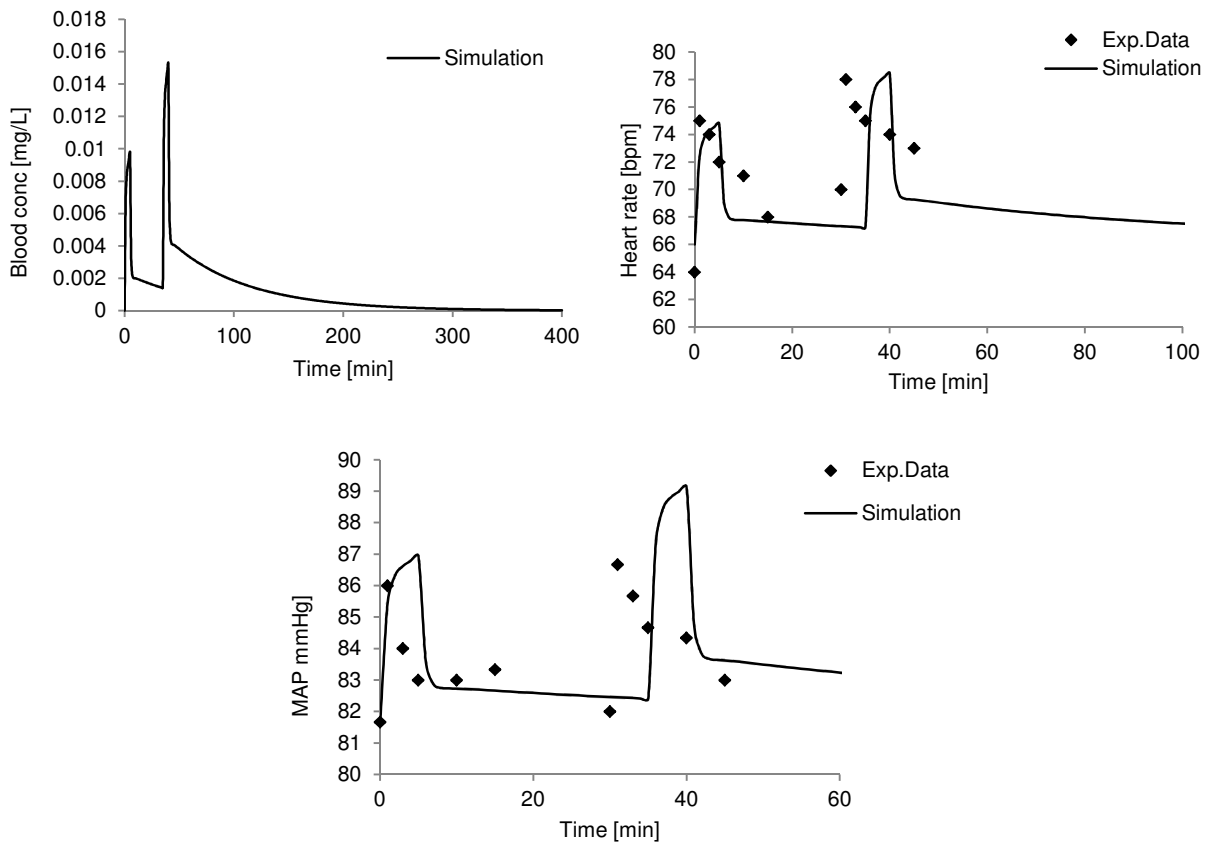 0.018
0.016
0.014
0.012
0.01
0.008
0.006
0.004
0.002
0
Blood conc [mg/L]
Simulation
0 100 200 300 400
Time [min]
80
78
76
74
72
70
68
66
64
62
60
Heart rate [bpm]
Exp.Data
Simulation
0 20 40 60 80 100
Time [min]
90
89
88
87
86
85
84
83
82
81
80
MAP mmHg]
Exp.Data
Simulation
0 20 40 60
Time [min]